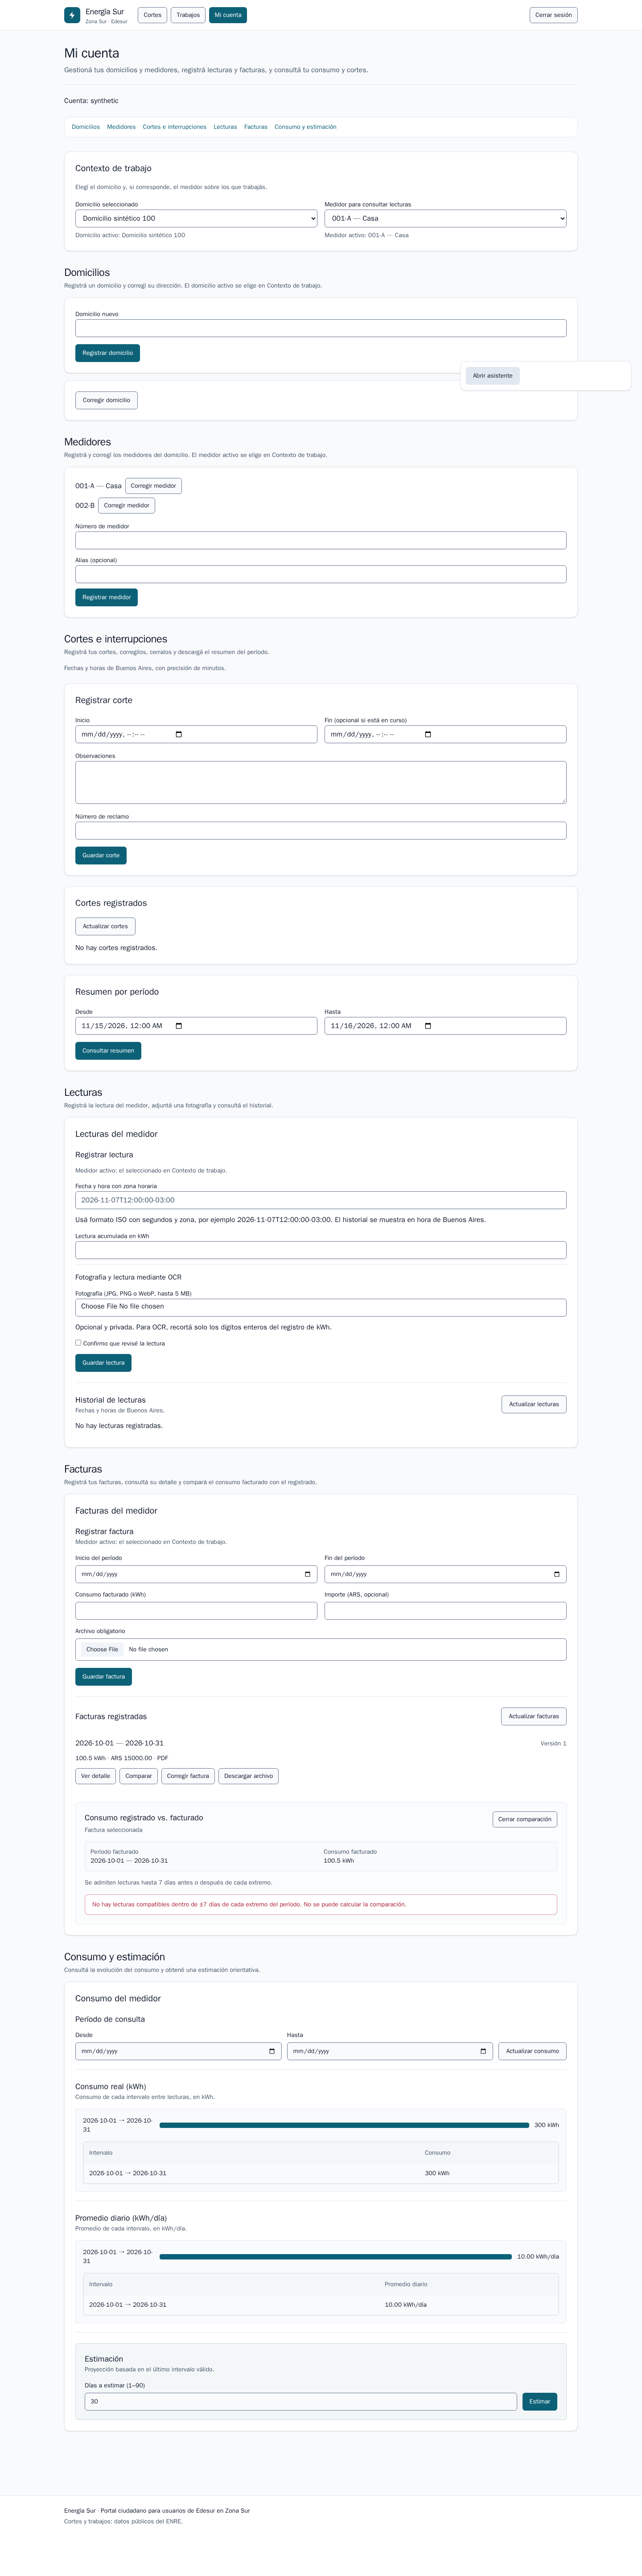 Energía Sur
Zona Sur · Edesur
Cortes
Trabajos
Mi cuenta
Cerrar sesión
Mi cuenta
Gestioná tus domicilios y medidores, registrá lecturas y facturas, y consultá tu consumo y cortes.
Cuenta: synthetic
Domicilios Medidores Cortes e interrupciones Lecturas Facturas Consumo y estimación
Contexto de trabajo
Elegí el domicilio y, si corresponde, el medidor sobre los que trabajás.
Domicilio seleccionado
Domicilio sintético 100
Domicilio activo: Domicilio sintético 100
Medidor para consultar lecturas
001-A — Casa
Medidor activo: 001-A — Casa
Domicilios
Registrá un domicilio y corregí su dirección. El domicilio activo se elige en Contexto de trabajo.
Domicilio nuevo
Registrar domicilio
Abrir asistente
Corregir domicilio
Medidores
Registrá y corregí los medidores del domicilio. El medidor activo se elige en Contexto de trabajo.
001-A — Casa Corregir medidor
002-B Corregir medidor
Número de medidor
Alias (opcional)
Registrar medidor
Cortes e interrupciones
Registrá tus cortes, corregilos, cerralos y descargá el resumen del período.
Fechas y horas de Buenos Aires, con precisión de minutos.
Registrar corte
Inicio
mm/dd/yyyy, --:-- --
Fin (opcional si está en curso)
mm/dd/yyyy, --:-- --
Observaciones
Número de reclamo
Guardar corte
Cortes registrados
Actualizar cortes
No hay cortes registrados.
Resumen por período
Desde
11/15/2026, 12:00 AM
Hasta
11/16/2026, 12:00 AM
Consultar resumen
Lecturas
Registrá la lectura del medidor, adjuntá una fotografía y consultá el historial.
Lecturas del medidor
Registrar lectura
Medidor activo: el seleccionado en Contexto de trabajo.
Fecha y hora con zona horaria
2026-11-07T12:00:00-03:00
Usá formato ISO con segundos y zona, por ejemplo 2026-11-07T12:00:00-03:00. El historial se muestra en hora de Buenos Aires.
Lectura acumulada en kWh
Fotografía y lectura mediante OCR
Fotografía (JPG, PNG o WebP, hasta 5 MB)
Choose File No file chosen
Opcional y privada. Para OCR, recortá solo los dígitos enteros del registro de kWh.
Confirmo que revisé la lectura
Guardar lectura
Historial de lecturas
Fechas y horas de Buenos Aires.
Actualizar lecturas
No hay lecturas registradas.
Facturas
Registrá tus facturas, consultá su detalle y compará el consumo facturado con el registrado.
Facturas del medidor
Registrar factura
Medidor activo: el seleccionado en Contexto de trabajo.
Inicio del período
mm/dd/yyyy
Fin del período
mm/dd/yyyy
Consumo facturado (kWh)
Importe (ARS, opcional)
Archivo obligatorio
Choose File No file chosen
Guardar factura
Facturas registradas
Actualizar facturas
2026-10-01 — 2026-10-31
Versión 1
100.5 kWh · ARS 15000.00 · PDF
Ver detalle
Comparar
Corregir factura
Descargar archivo
Consumo registrado vs. facturado
Factura seleccionada
Cerrar comparación
Período facturado
2026-10-01 — 2026-10-31
Consumo facturado
100.5 kWh
Se admiten lecturas hasta 7 días antes o después de cada extremo.
No hay lecturas compatibles dentro de ±7 días de cada extremo del período. No se puede calcular la comparación.
Consumo y estimación
Consultá la evolución del consumo y obtené una estimación orientativa.
Consumo del medidor
Período de consulta
Desde
mm/dd/yyyy
Hasta
mm/dd/yyyy
Actualizar consumo
Consumo real (kWh)
Consumo de cada intervalo entre lecturas, en kWh.
2026-10-01 → 2026-10-
31
300 kWh
Intervalo Consumo
2026-10-01 → 2026-10-31 300 kWh
Promedio diario (kWh/día)
Promedio de cada intervalo, en kWh/día.
2026-10-01 → 2026-10-
31
10.00 kWh/día
Intervalo Promedio diario
2026-10-01 → 2026-10-31 10.00 kWh/día
Estimación
Proyección basada en el último intervalo válido.
Días a estimar (1–90)
30
Estimar
Energía Sur · Portal ciudadano para usuarios de Edesur en Zona Sur
Cortes y trabajos: datos públicos del ENRE.